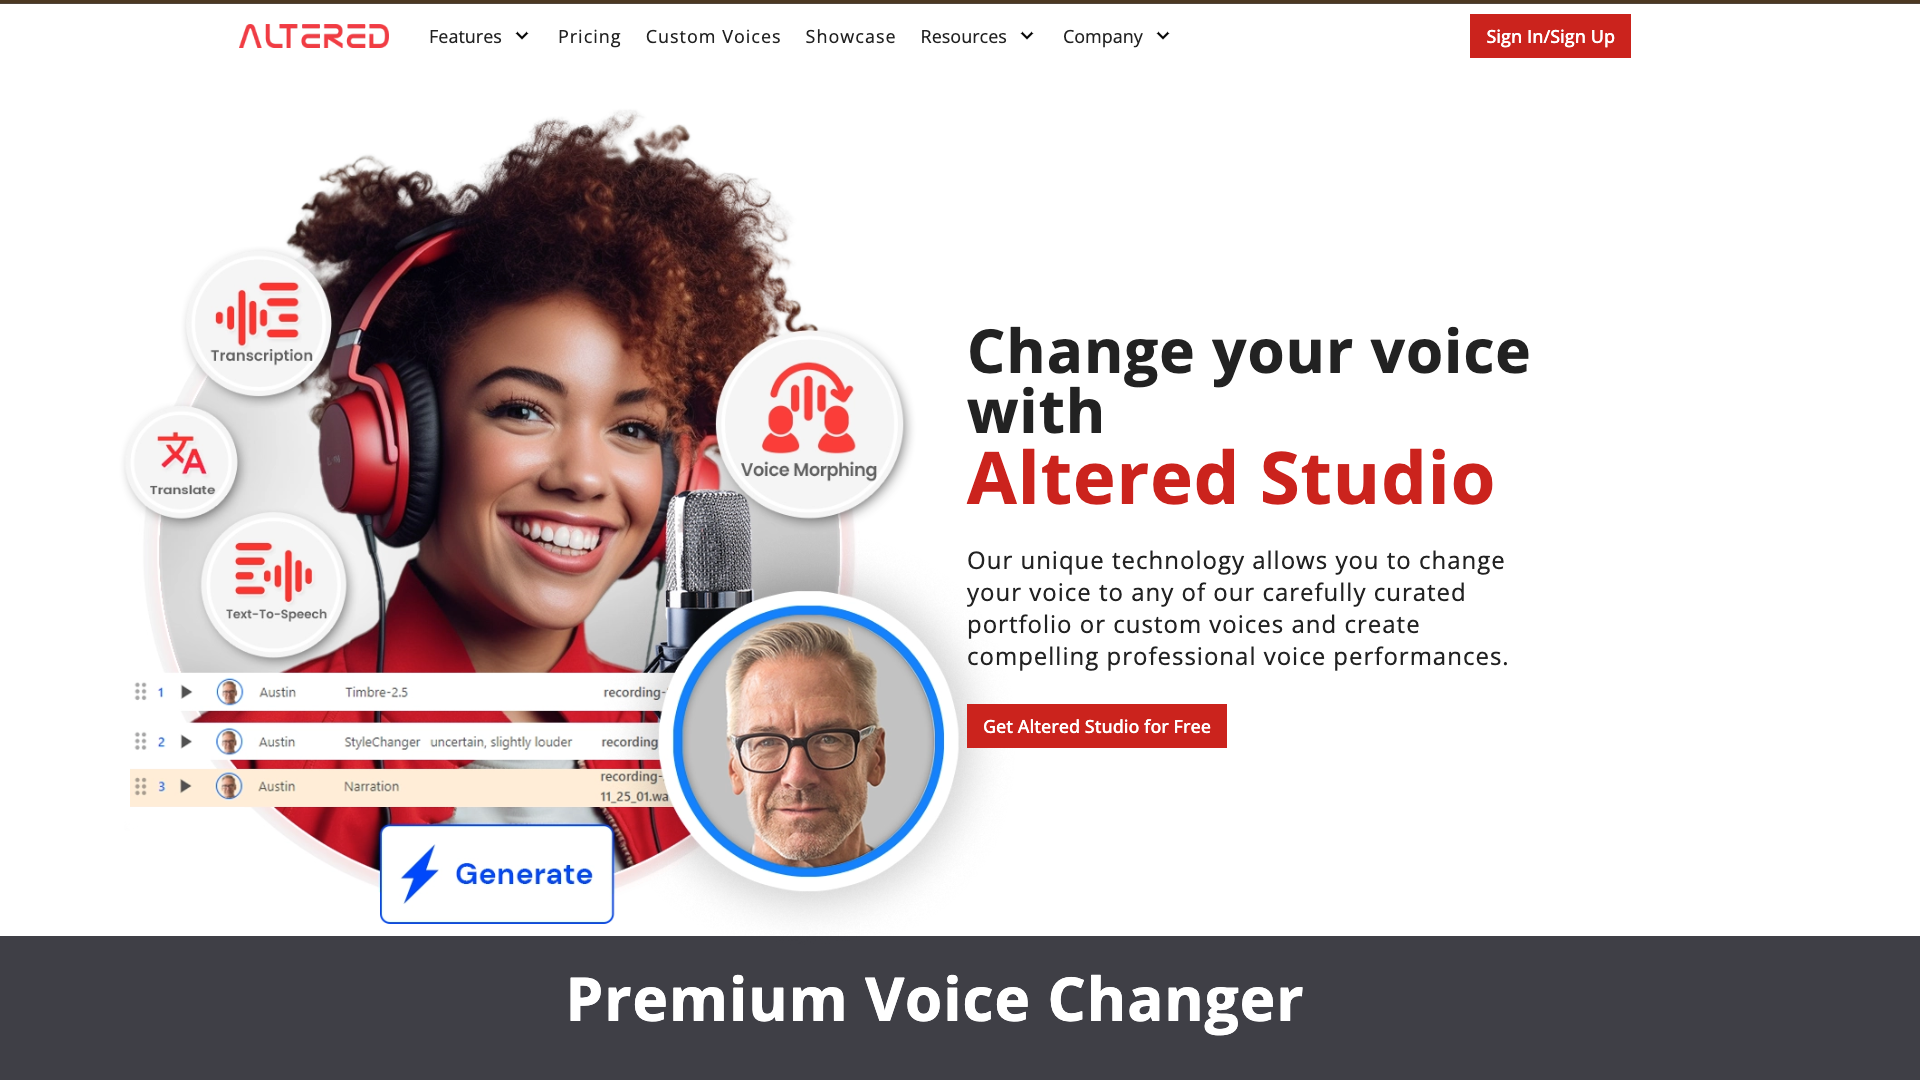 ALTERED
Features
Pricing
Custom Voices
Showcase
Resources
Company
Sign In/Sign Up
Transcription
Translate
Text-To-Speech
Voice Morphing
1 Austin Timbre-2.5 recording-
2 Austin StyleChanger uncertain, slightly louder recording
3 Austin Narration recording-
11_25_01.wa
Generate
Change your voice
with
Altered Studio
Our unique technology allows you to change
your voice to any of our carefully curated
portfolio or custom voices and create
compelling professional voice performances.
Get Altered Studio for Free
Premium Voice Changer